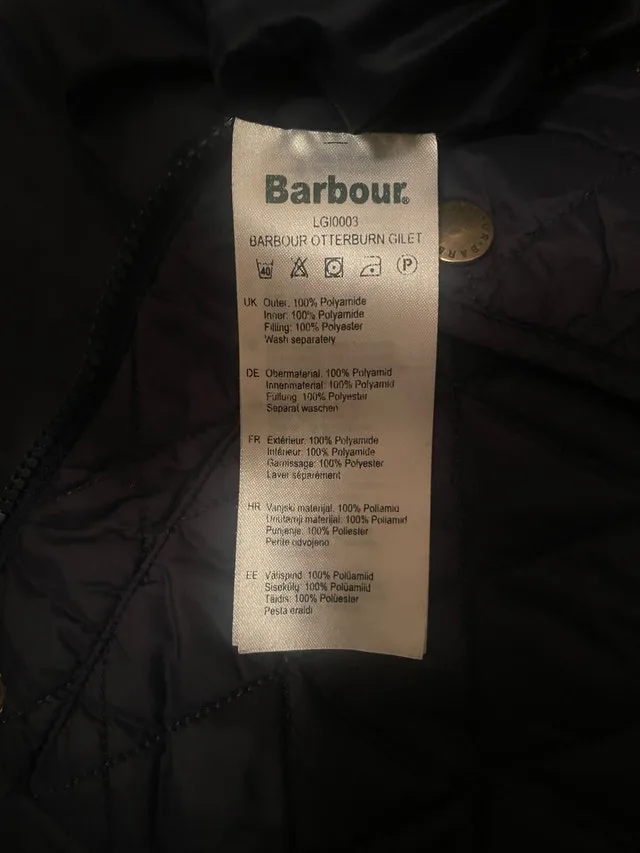 Barbour®
LGI0003
BARBOUR OTTERBURN GILET
40 P
UK Outer: 100% Polyamide
Inner: 100% Polyamide
Filling: 100% Polyester
Wash separately
DE Obermaterial: 100% Polyamid
Innenmaterial: 100% Polyamid
Füllung: 100% Polyester
Separat waschen
FR Extérieur: 100% Polyamide
Intérieur: 100% Polyamide
Garnissage: 100% Polyester
Laver séparément
HR Vanjski materijal: 100% Poliamid
Unutarnji materijal: 100% Poliamid
Punjenje: 100% Poliester
Perite odvojeno
EE Välispind: 100% Polüamiid
Sisekülg: 100% Polüamiid
Täidis: 100% Polüester
Pesta eraldi
BARB